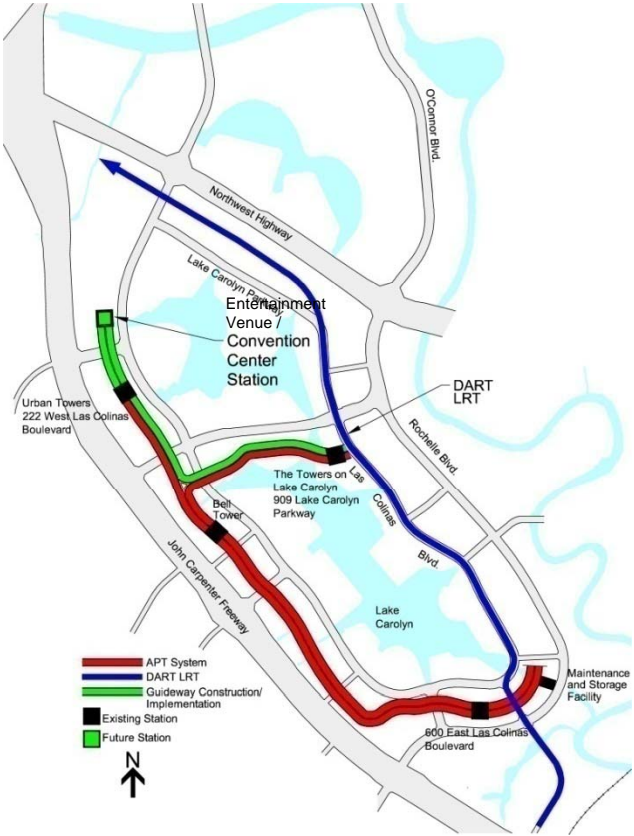 O'Connor Blvd.
Northwest Highway
Lake Carolyn Parkway
Entertainment
Venue /
Convention
Center
Station
DART
LRT
Urban Towers
222 West Las Colinas
Boulevard
Rochelle Blvd.
The Towers on
Lake Carolyn
909 Lake Carolyn
Parkway
Las Colinas Blvd.
Bell
Tower
John Carpenter Freeway
Lake
Carolyn
APT System
DART LRT
Guideway Construction/
Implementation
Existing Station
Future Station
N
Maintenance
and Storage
Facility
600 East Las Colinas
Boulevard